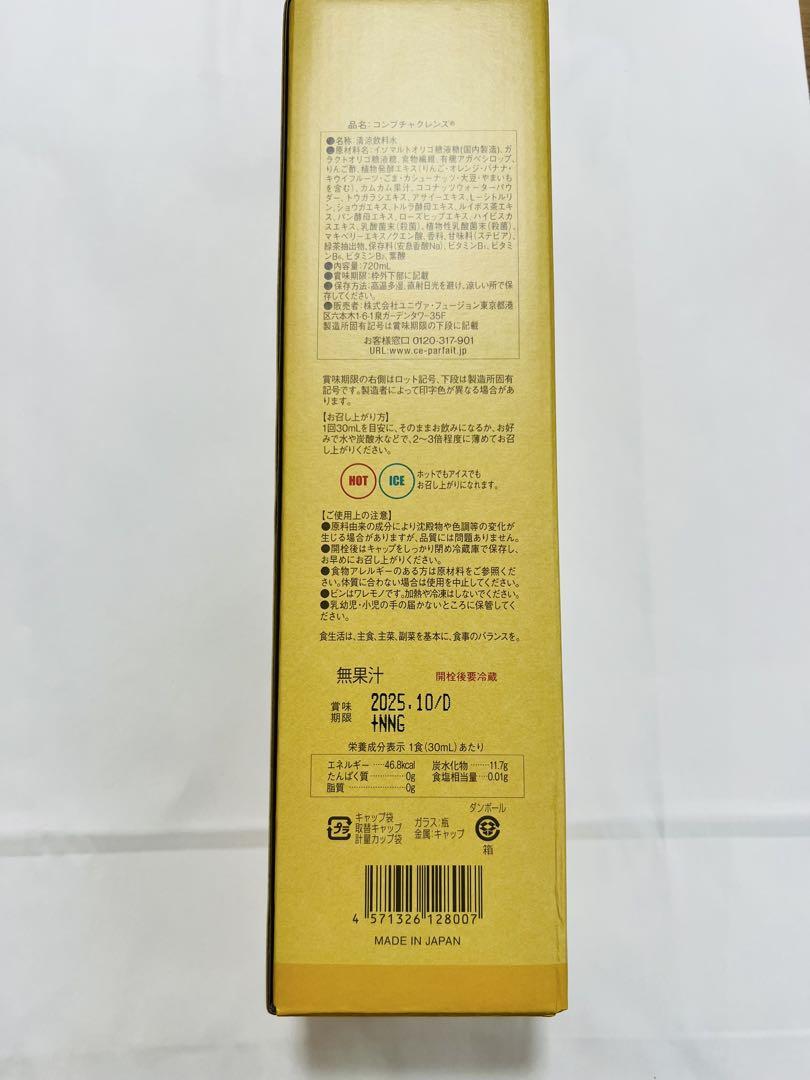 品名:コンブチャクレンズ®
●名称:清涼飲料水
●原材料名:イソマルトオリゴ糖液糖(国内製造)、ガ
ラクトオリゴ糖液糖、食物繊維、有機アガベシロップ、
りんご酢、植物発酵エキス(りんご・オレンジ・バナナ・
キウイフルーツ・ごま・カシューナッツ・大豆・やまいも
を含む)、カムカム果汁、ココナッツウォーターパウ
ダー、トウガラシエキス、アサイーエキス、L-シトルリ
ン、ショウガエキス、トルラ酵母エキス、ルイボス茶エキ
ス、パン酵母エキス、ローズヒップエキス、ハイビスカ
スエキス、乳酸菌末(殺菌)、植物性乳酸菌末(殺菌)、
マキベリーエキス/クエン酸、香料、甘味料(ステビア)、
緑茶抽出物、保存料(安息香酸Na)、ビタミンB₁、ビタミ
ンB₆、ビタミンB₂、葉酸
●内容量:720mL
●賞味期限:枠外下部に記載
●保存方法:高温多湿、直射日光を避け、涼しい所で保
存してください。
●販売者:株式会社ユニヴァ・フュージョン東京都港
区六本木1-6-1泉ガーデンタワー35F
製造所固有記号は賞味期限の下段に記載
お客様窓口 0120-317-901
URL:www.ce-parfait.jp
賞味期限の右側はロット記号、下段は製造所固有
記号です。製造者によって印字色が異なる場合があ
ります。
【お召し上がり方】
1回30mLを目安に、そのままお飲みになるか、お好
みで水や炭酸水などで、2〜3倍程度に薄めてお召
し上がりください。
HOT ICE ホットでもアイスでも
お召し上がりになれます。
【ご使用上の注意】
●原料由来の成分により沈殿物や色調等の変化が
生じる場合がありますが、品質には問題ありません。
●開栓後はキャップをしっかり閉め冷蔵庫で保存し、
お早めにお召し上がりください。
●食物アレルギーのある方は原材料をご参照くださ
い。体質に合わない場合は使用を中止してください。
●ビンはワレモノです。加熱や冷凍はしないでください。
●乳幼児・小児の手の届かないところに保管してく
ださい。
食生活は、主食、主菜、副菜を基本に、食事のバランスを。
無果汁 開栓後要冷蔵
賞味期限 2025.10/D
+NNG
栄養成分表示 1食(30mL)あたり
エネルギー……46.8kcal 炭水化物………11.7g
たんぱく質……………0g 食塩相当量…0.01g
脂質……………………0g
ダンボール
プラ キャップ袋 取替キャップ 計量カップ袋
ガラス:瓶 金属:キャップ
箱
4 571326 128007
MADE IN JAPAN